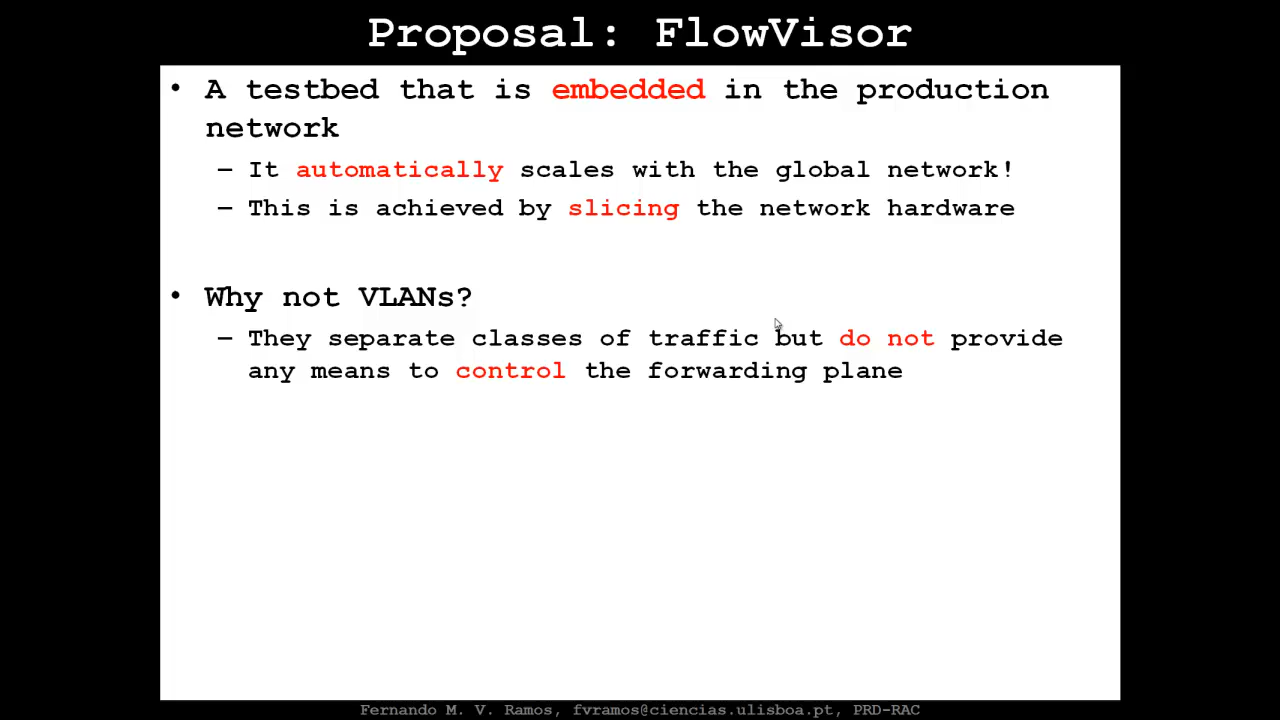 Proposal: FlowVisor
• A testbed that is embedded in the production
network
– It automatically scales with the global network!
– This is achieved by slicing the network hardware
• Why not VLANs?
– They separate classes of traffic but do not provide
any means to control the forwarding plane
Fernando M. V. Ramos, fvramos@ciencias.ulisboa.pt, PRD-RAC